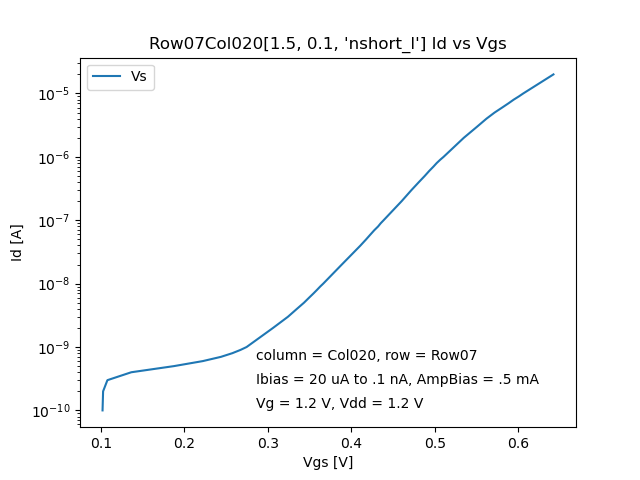 Row07Col020[1.5, 0.1, 'nshort_l'] Id vs Vgs
Vs
10⁻⁵
10⁻⁶
10⁻⁷
10⁻⁸
10⁻⁹
10⁻¹⁰
Id [A]
column = Col020, row = Row07
Ibias = 20 uA to .1 nA, AmpBias = .5 mA
Vg = 1.2 V, Vdd = 1.2 V
0.1 0.2 0.3 0.4 0.5 0.6
Vgs [V]